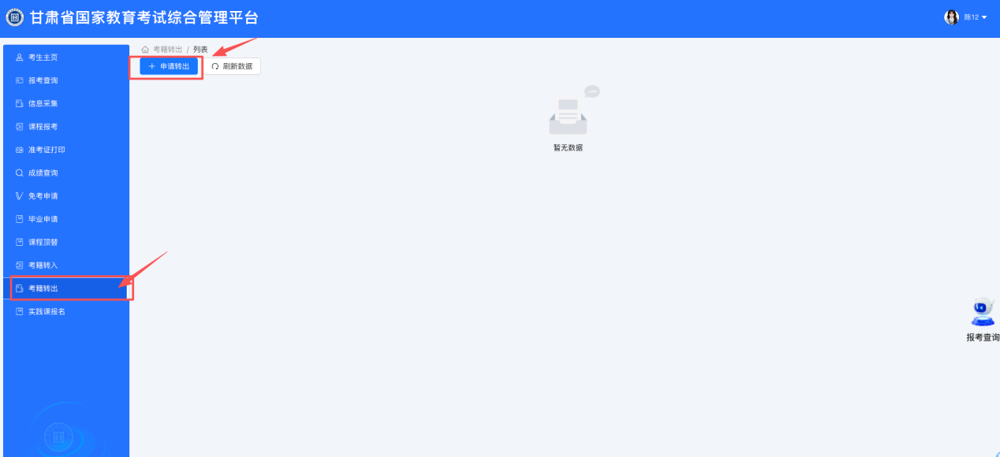 甘肃省国家教育考试综合管理平台
陈12
考生主页
报考查询
信息采集
课程报考
准考证打印
成绩查询
免考申请
毕业申请
课程顶替
考籍转入
考籍转出
实践课报名
考籍转出 / 列表
+ 申请转出
刷新数据
暂无数据
报考查询